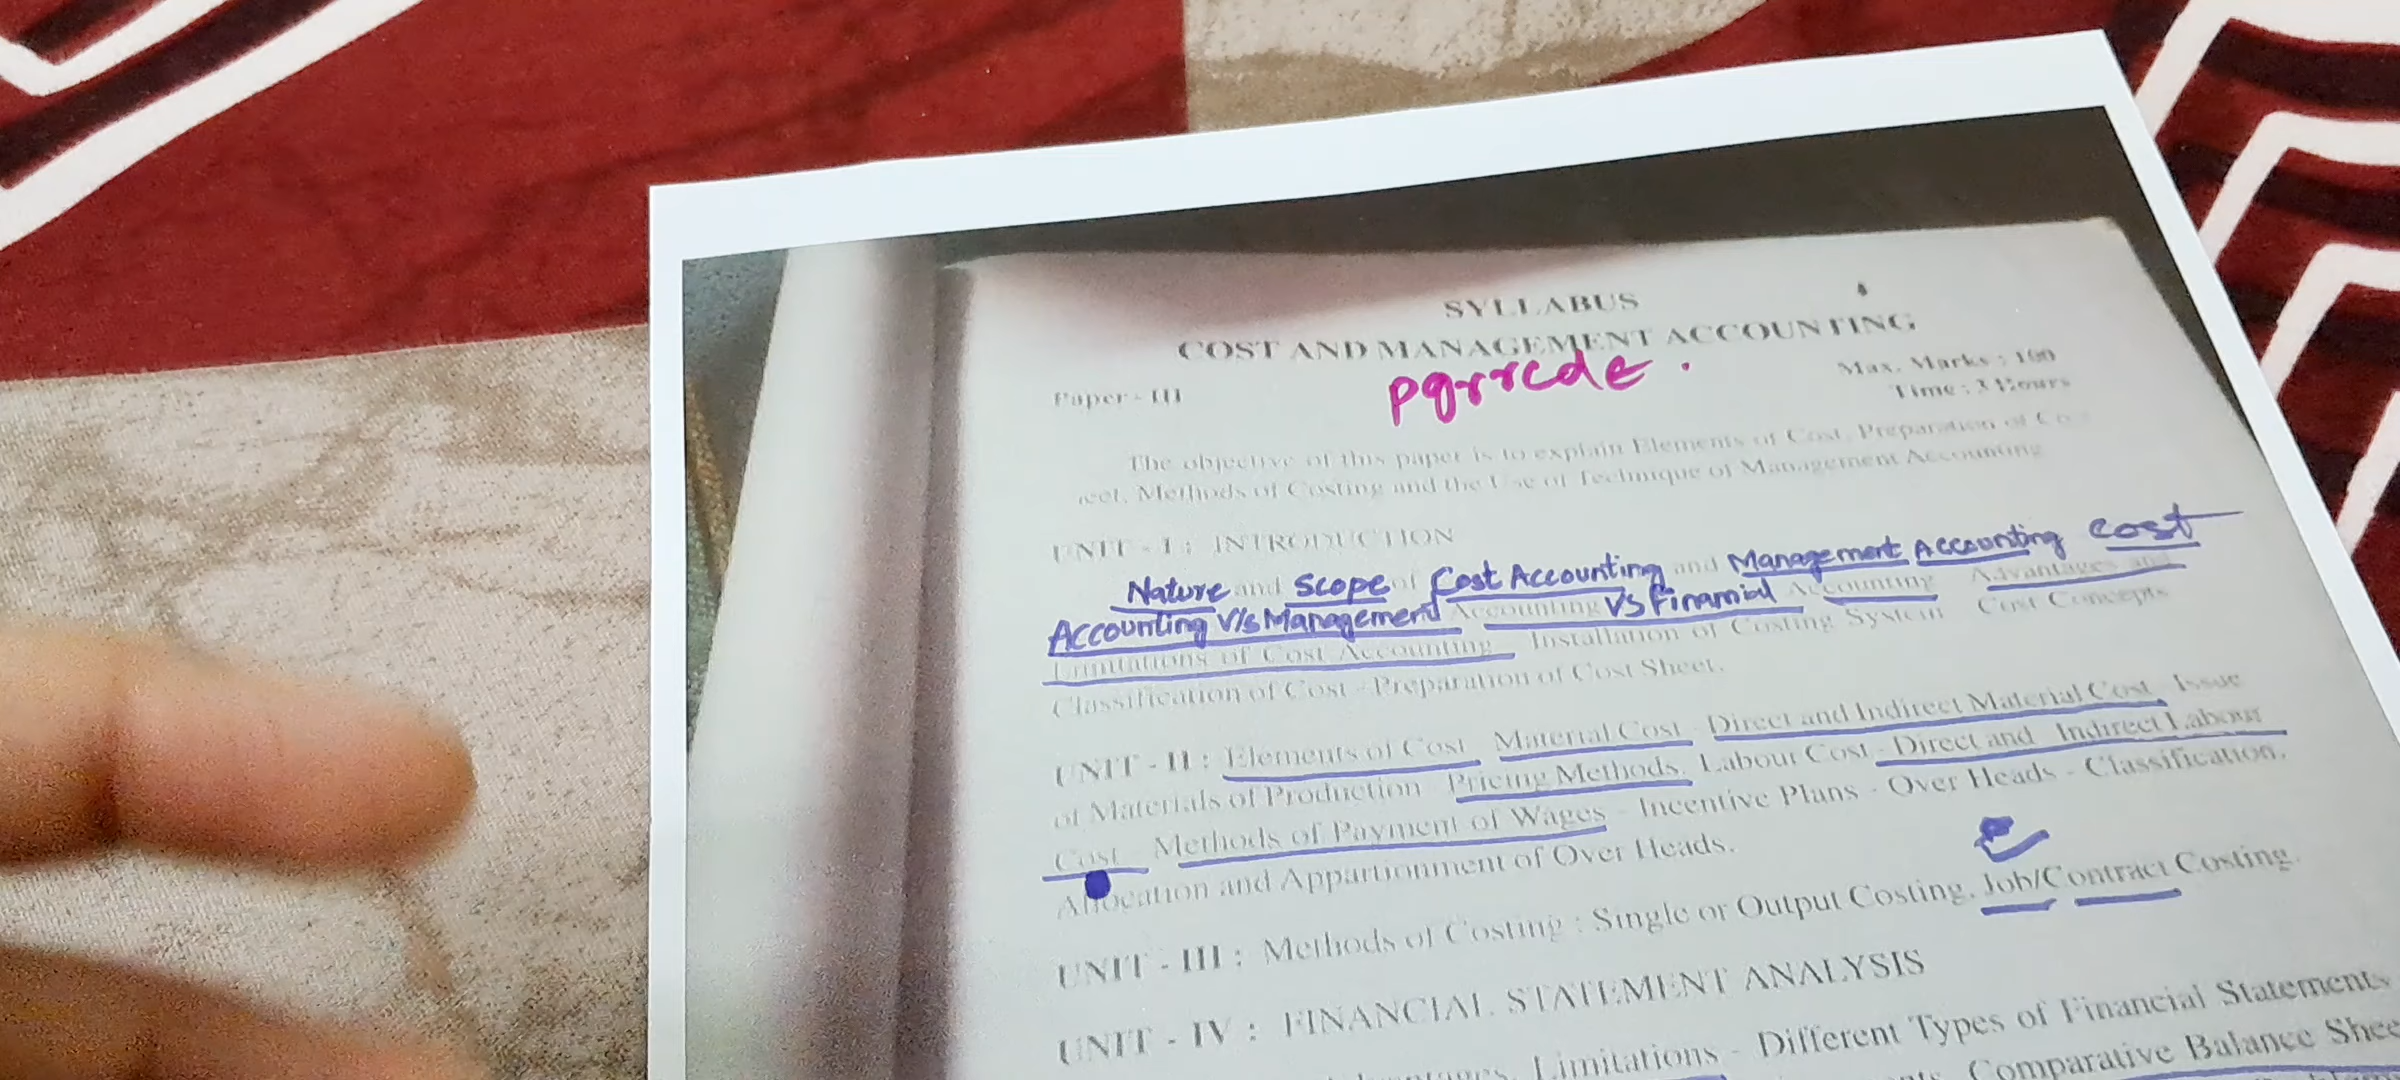 SYLLABUS
COST AND MANAGEMENT ACCOUNTING
pqrrcde .
Max. Marks : 100
Paper - III
Time : 3 Hours
The objective of this paper is to explain Elements of Cost, Preparation of
eet, Methods of Costing and the Use of Technique of Management Accounting
UNIT - I : INTRODUCTION
Nature and Scope of Cost Accounting and Management Accounting Cost
Accounting V/s Management Accounting VS Financial Accounting Advantages and
Limitations of Cost Accounting Installation of Costing System Cost Concepts
Classification of Cost - Preparation of Cost Sheet.
UNIT - II : Elements of Cost Material Cost Direct and Indirect Material Cost Issue
of Materials of Production Pricing Methods, Labour Cost - Direct and Indirect Labour
Cost Methods of Payment of Wages - Incentive Plans - Over Heads - Classification,
Allocation and Appartionment of Over Heads.
UNIT - III : Methods of Costing : Single or Output Costing, Job/Contract Costing.
UNIT - IV : FINANCIAL STATEMENT ANALYSIS
Limitations - Different Types of Financial Statements
Comparative Balance